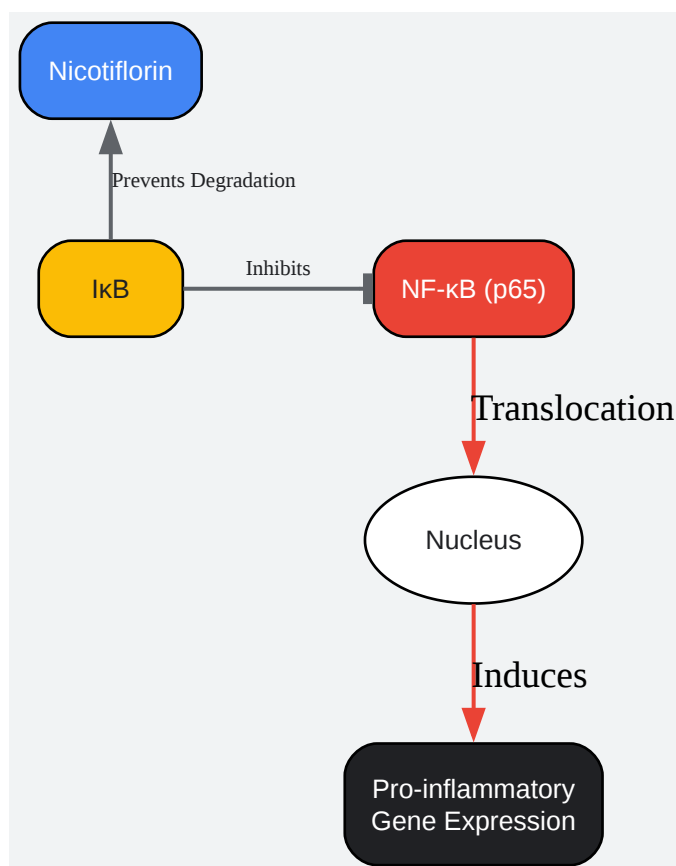 Nicotiflorin
Prevents Degradation
IκB
Inhibits
NF-κB (p65)
Translocation
Nucleus
Induces
Pro-inflammatory
Gene Expression